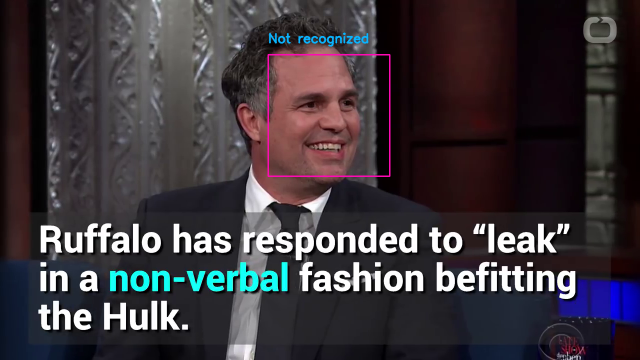 Not recognized
Ruffalo has responded to “leak”
in a non-verbal fashion befitting
the Hulk.